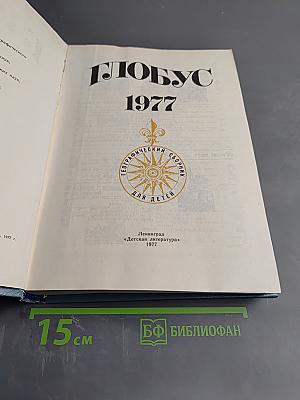 ГЛОБУС
1977
ГЕОГРАФИЧЕСКИЙ СБОРНИК
ДЛЯ ДЕТЕЙ
Ленинград
«Детская литература»
1977
15 см
БФ БИБЛИОФАН